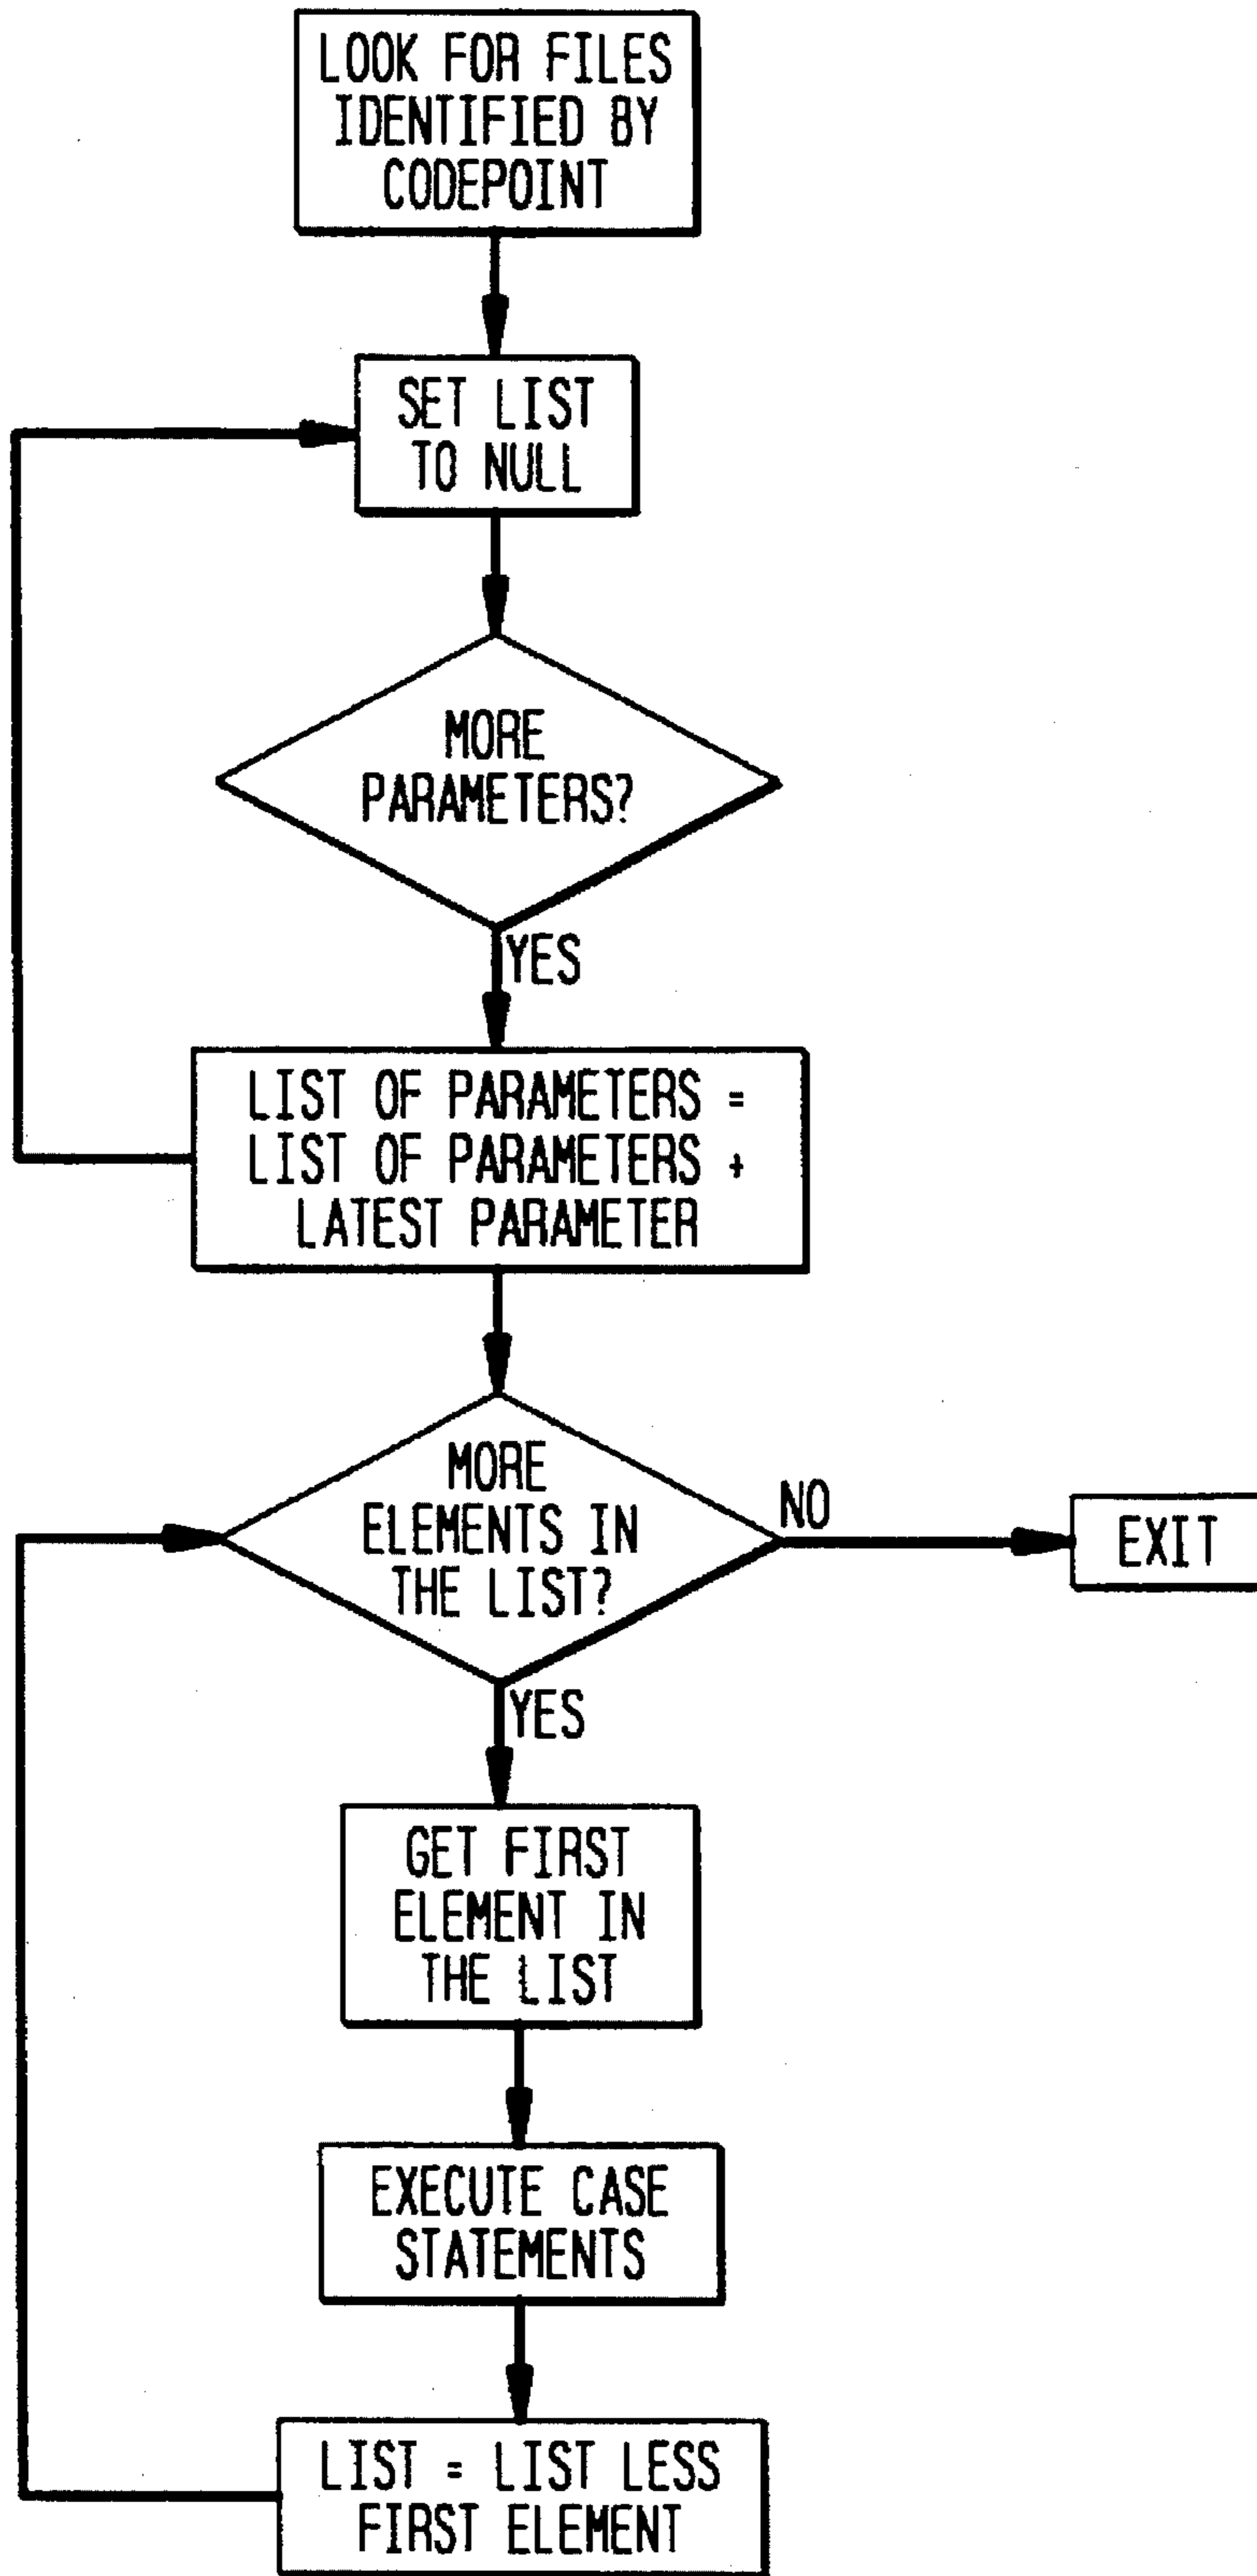 LOOK FOR FILES
IDENTIFIED BY
CODEPOINT
SET LIST
TO NULL
MORE
PARAMETERS?
YES
LIST OF PARAMETERS =
LIST OF PARAMETERS +
LATEST PARAMETER
MORE
ELEMENTS IN
THE LIST?
NO
EXIT
YES
GET FIRST
ELEMENT IN
THE LIST
EXECUTE CASE
STATEMENTS
LIST = LIST LESS
FIRST ELEMENT